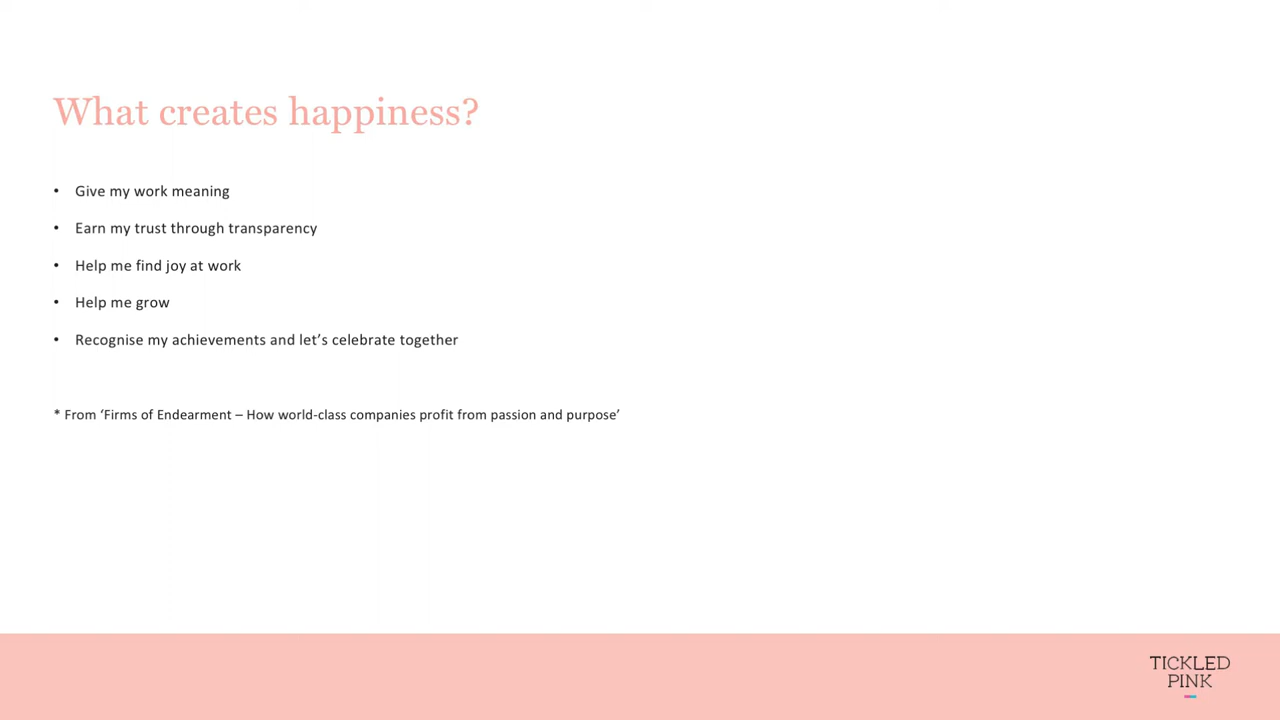 What creates happiness?
• Give my work meaning
• Earn my trust through transparency
• Help me find joy at work
• Help me grow
• Recognise my achievements and let’s celebrate together
* From ‘Firms of Endearment – How world-class companies profit from passion and purpose’
TICKLED
PINK